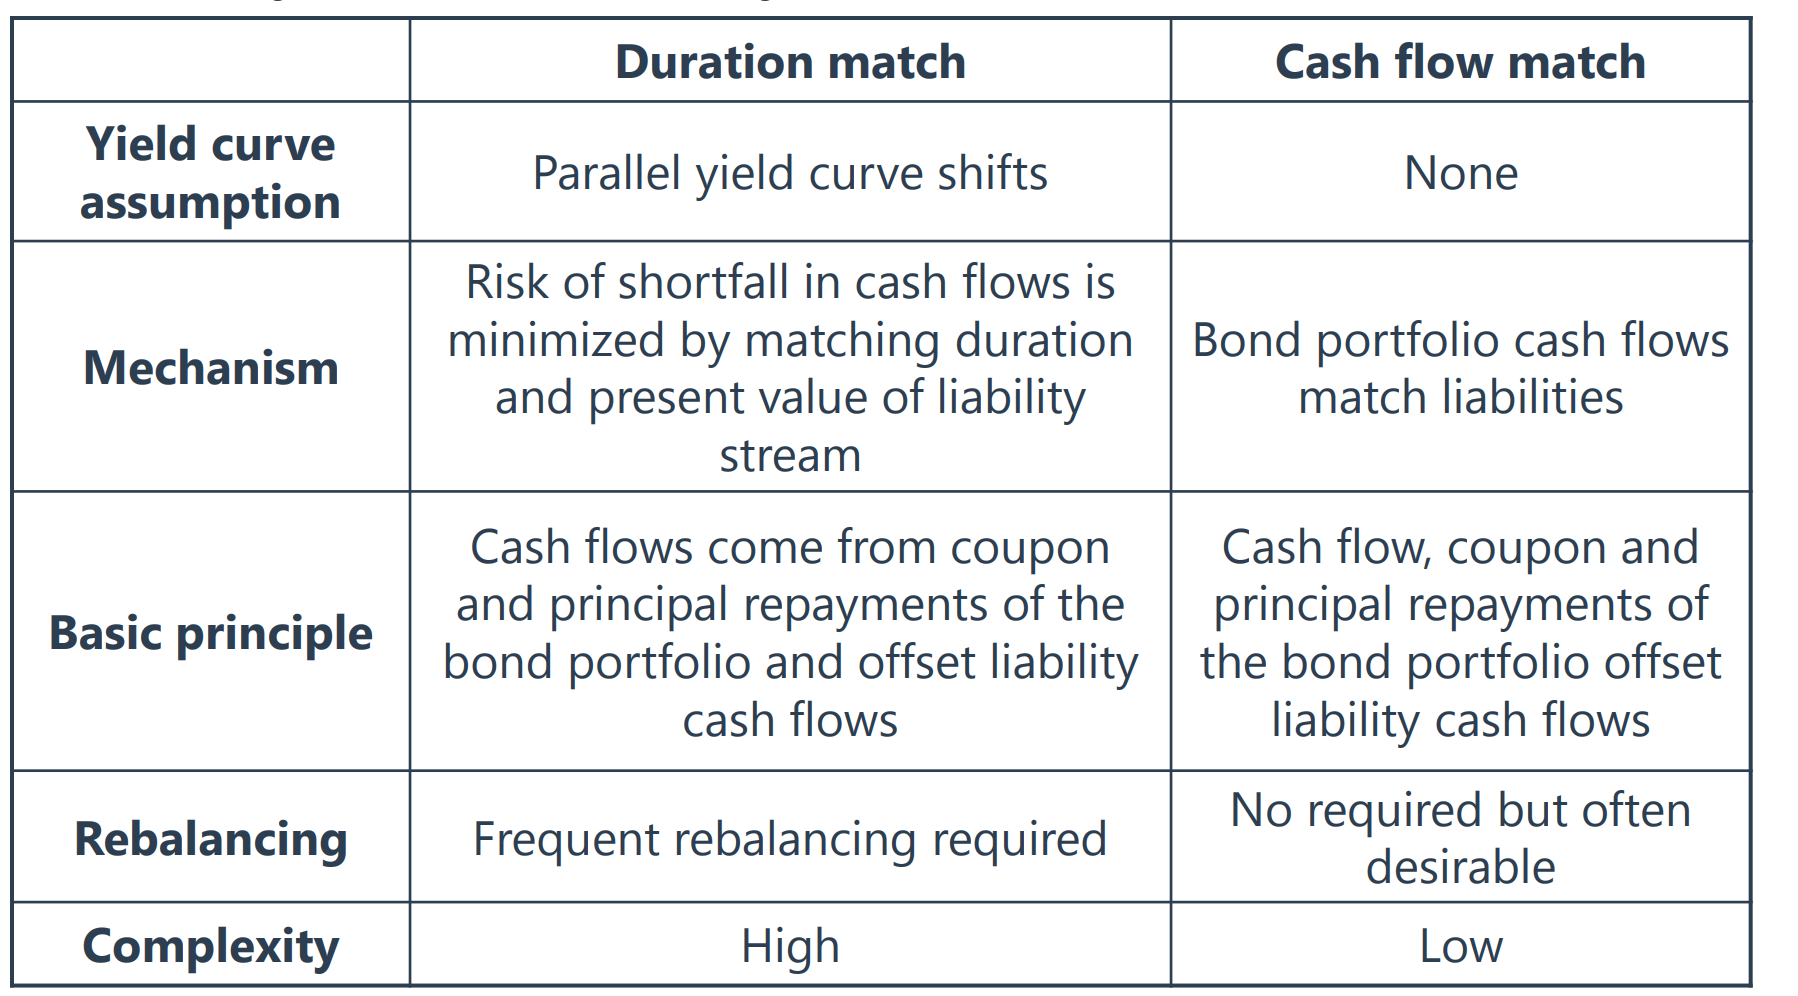 Duration match
Cash flow match
Yield curve
assumption
Parallel yield curve shifts
None
Mechanism
Risk of shortfall in cash flows is
minimized by matching duration
and present value of liability
stream
Bond portfolio cash flows
match liabilities
Basic principle
Cash flows come from coupon
and principal repayments of the
bond portfolio and offset liability
cash flows
Cash flow, coupon and
principal repayments of
the bond portfolio offset
liability cash flows
Rebalancing
Frequent rebalancing required
No required but often
desirable
Complexity
High
Low